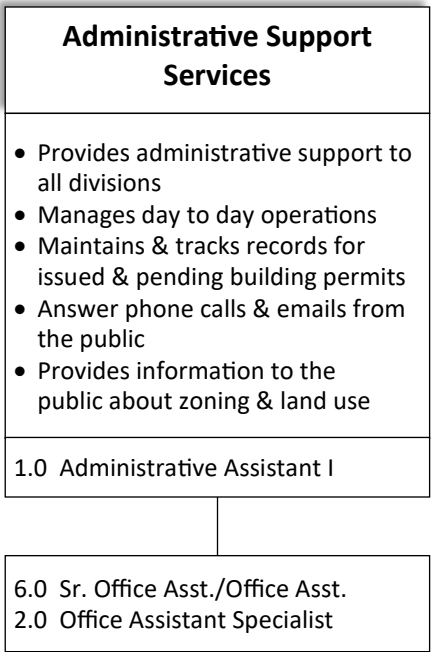 Administrative Support
Services
• Provides administrative support to
all divisions
• Manages day to day operations
• Maintains & tracks records for
issued & pending building permits
• Answer phone calls & emails from
the public
• Provides information to the
public about zoning & land use
1.0 Administrative Assistant I
6.0 Sr. Office Asst./Office Asst.
2.0 Office Assistant Specialist